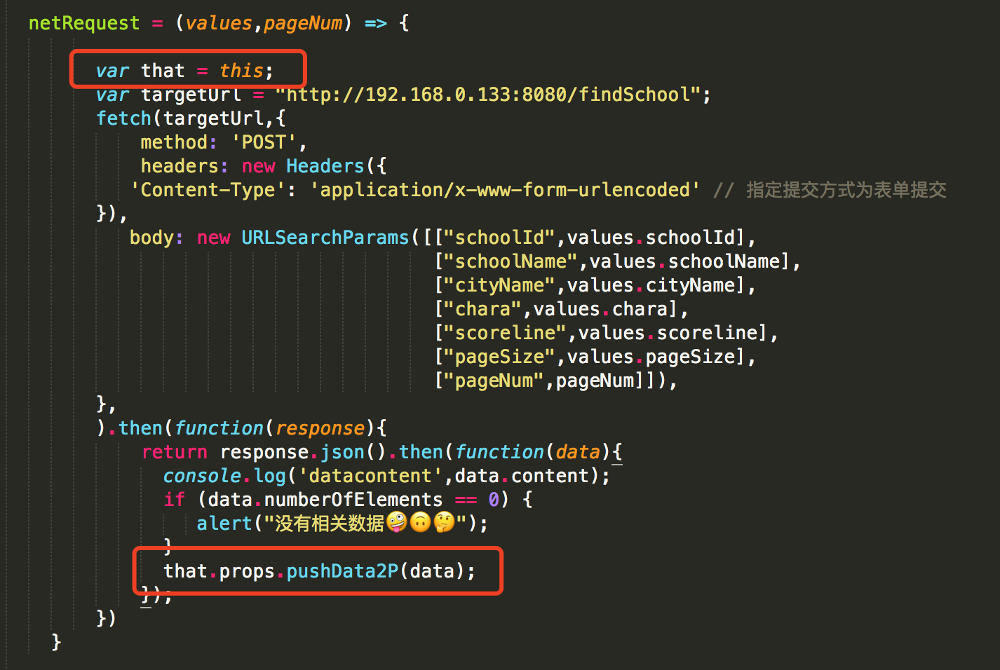 netRequest = (values,pageNum) => {
var that = this;
var targetUrl = "http://192.168.0.133:8080/findSchool";
fetch(targetUrl,{
method: 'POST',
headers: new Headers({
'Content-Type': 'application/x-www-form-urlencoded' // 指定提交方式为表单提交
}),
body: new URLSearchParams([["schoolId",values.schoolId],
["schoolName",values.schoolName],
["cityName",values.cityName],
["chara",values.chara],
["scoreline",values.scoreline],
["pageSize",values.pageSize],
["pageNum",pageNum]]),
},
).then(function(response){
return response.json().then(function(data){
console.log('datacontent',data.content);
if (data.numberOfElements == 0) {
alert("没有相关数据🤪🙃🤔");
}
that.props.pushData2P(data);
});
})
}